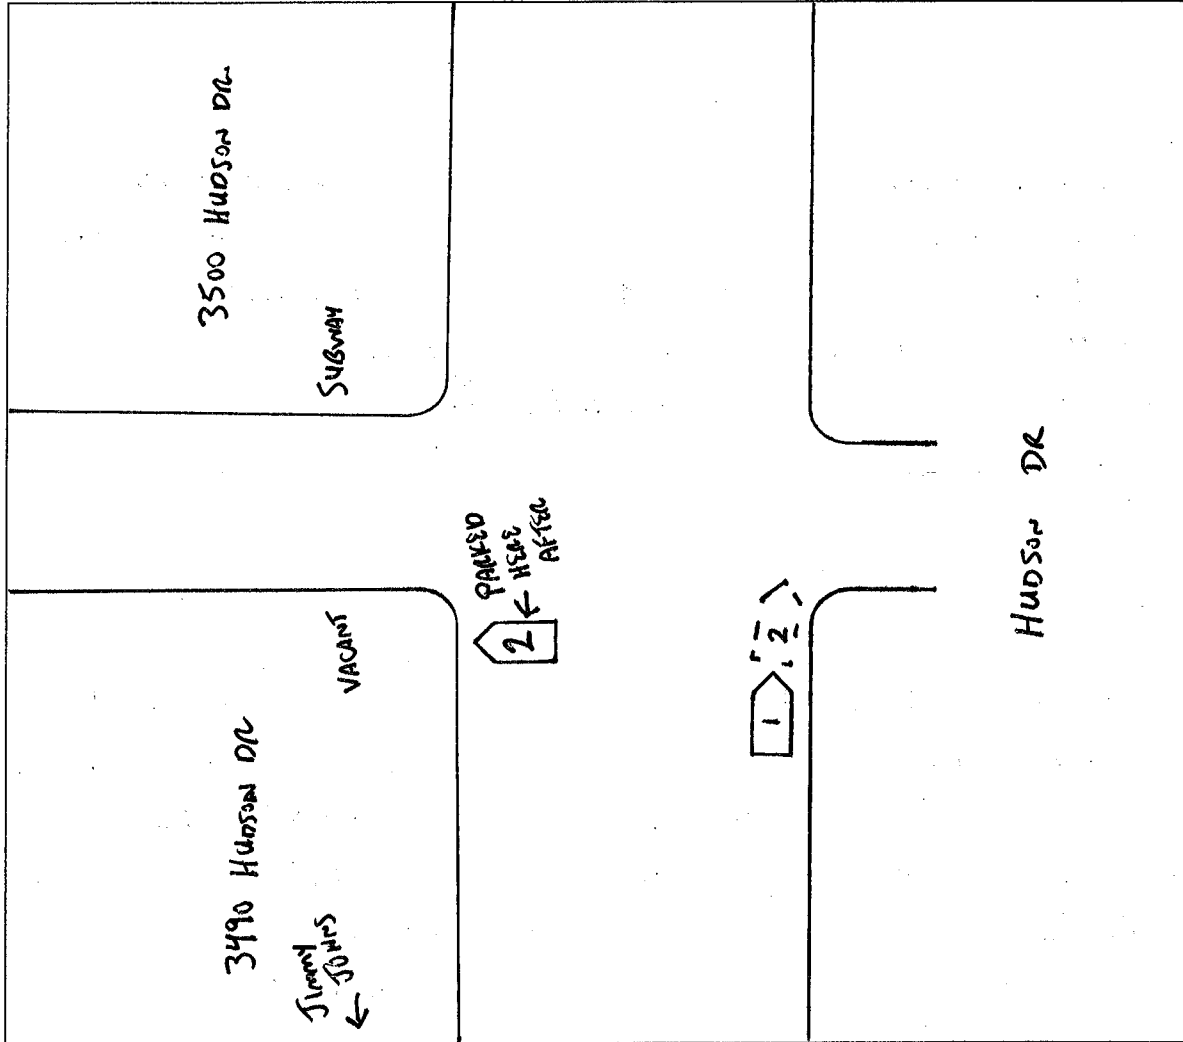 3490 HUDSON DR
3500 HUDSON DR
JIMMY
JOHNS
←
VACANT
SUBWAY
2
← PARKED
HERE
AFTER
1
2
HUDSON DR